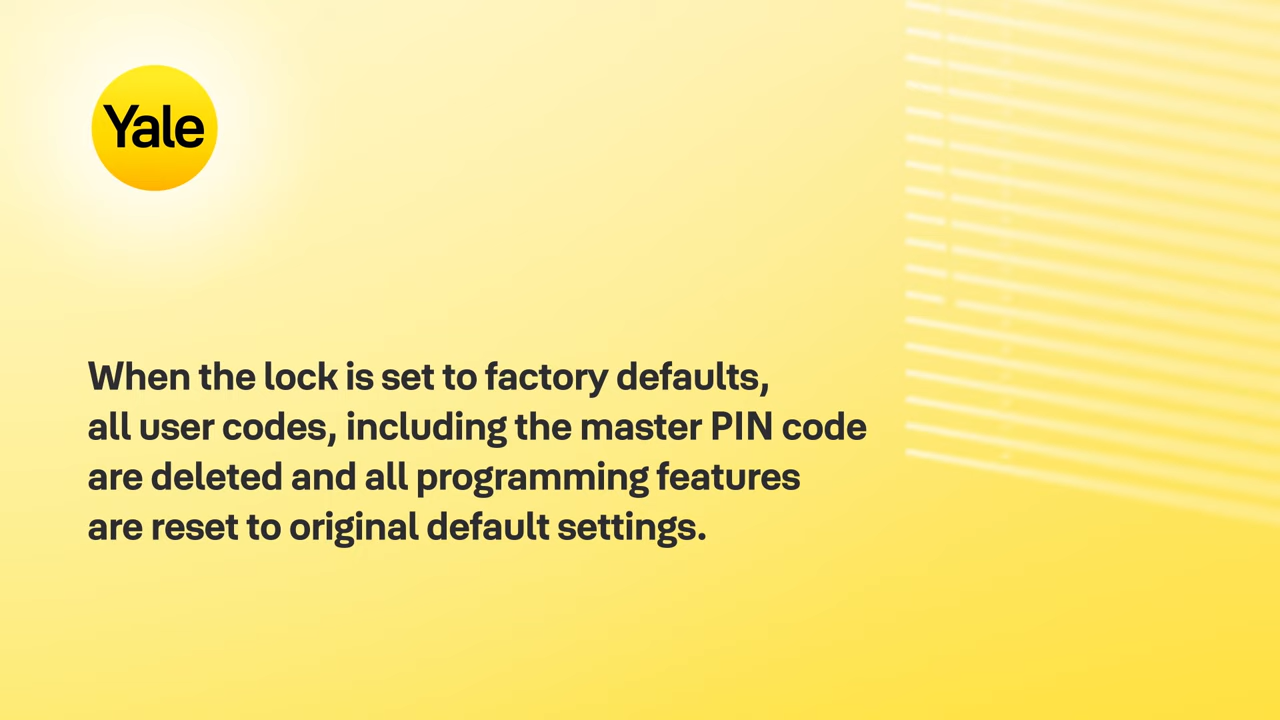 Yale
When the lock is set to factory defaults,
all user codes, including the master PIN code
are deleted and all programming features
are reset to original default settings.